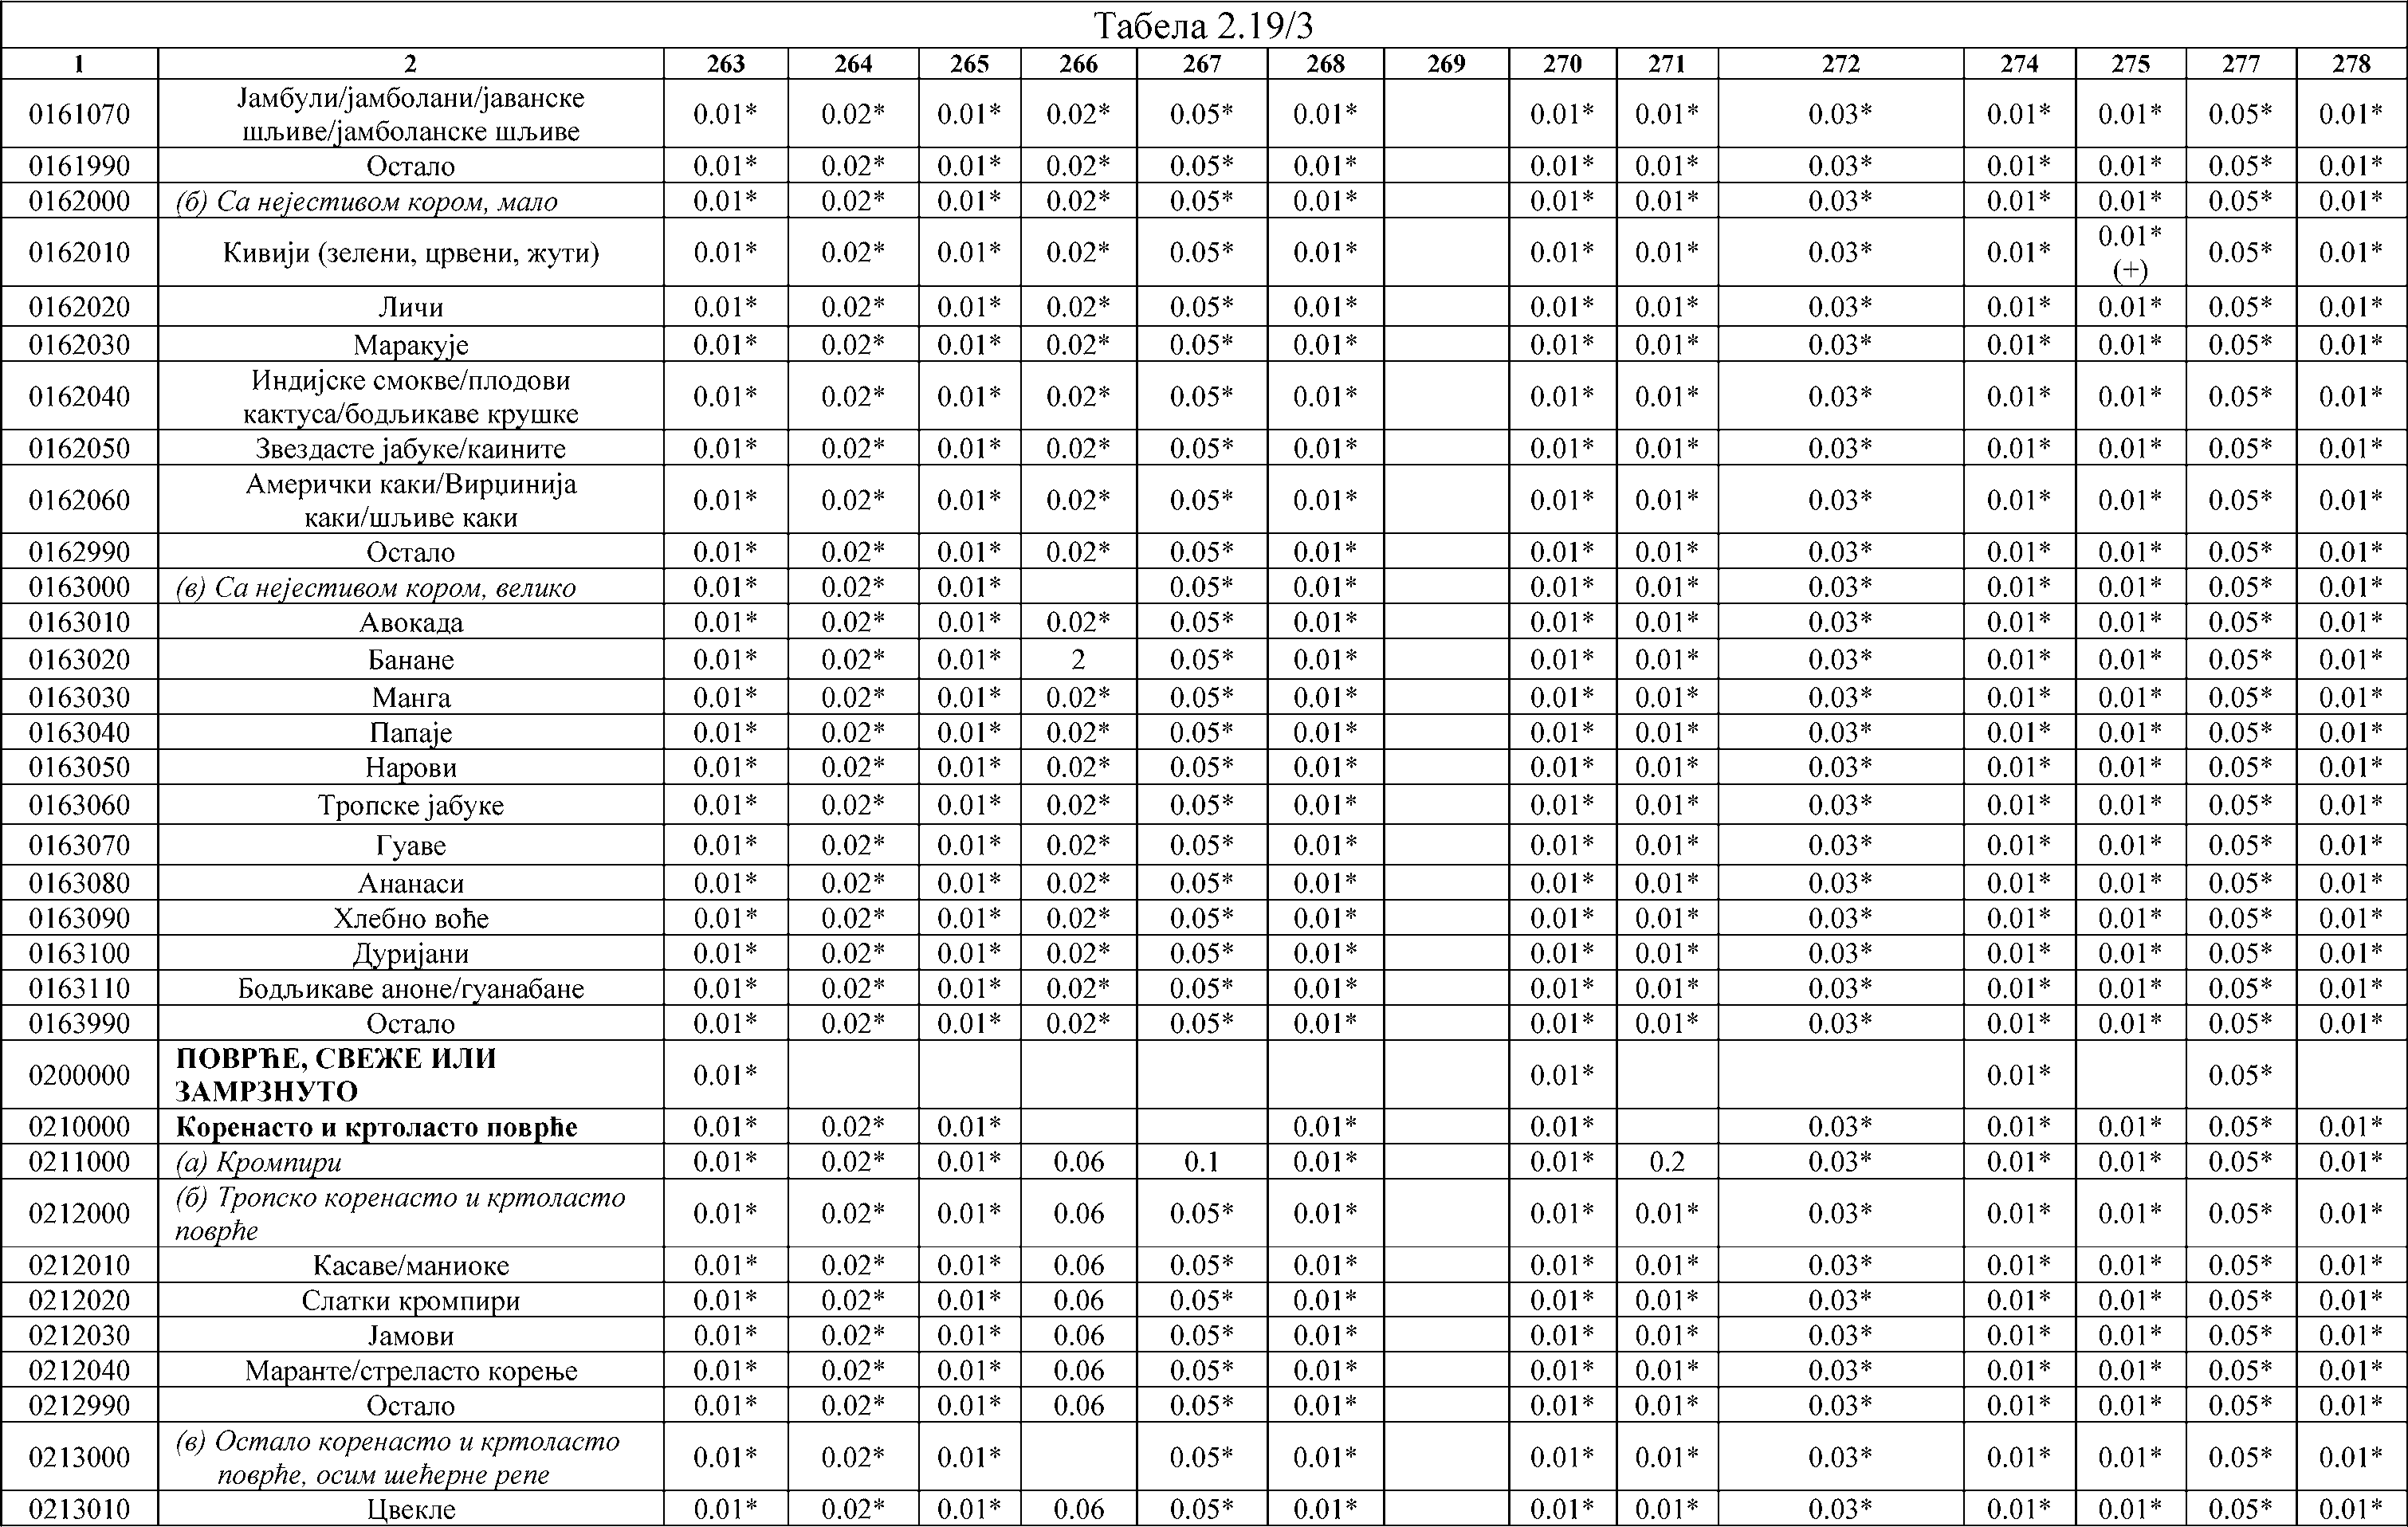 Табела 2.19/3
1 2 263 264 265 266 267 268 269 270 271 272 274 275 277 278
0161070 Јамбули/јамболани/јаванске шљиве/јамболанске шљиве 0.01* 0.02* 0.01* 0.02* 0.05* 0.01* 0.01* 0.01* 0.03* 0.01* 0.01* 0.05* 0.01*
0161990 Остало 0.01* 0.02* 0.01* 0.02* 0.05* 0.01* 0.01* 0.01* 0.03* 0.01* 0.01* 0.05* 0.01*
0162000 (б) Са нејестивом кором, мало 0.01* 0.02* 0.01* 0.02* 0.05* 0.01* 0.01* 0.01* 0.03* 0.01* 0.01* 0.05* 0.01*
0162010 Кивији (зелени, црвени, жути) 0.01* 0.02* 0.01* 0.02* 0.05* 0.01* 0.01* 0.01* 0.03* 0.01* 0.01* (+) 0.05* 0.01*
0162020 Личи 0.01* 0.02* 0.01* 0.02* 0.05* 0.01* 0.01* 0.01* 0.03* 0.01* 0.01* 0.05* 0.01*
0162030 Маракује 0.01* 0.02* 0.01* 0.02* 0.05* 0.01* 0.01* 0.01* 0.03* 0.01* 0.01* 0.05* 0.01*
0162040 Индијске смокве/плодови кактуса/бодљикаве крушке 0.01* 0.02* 0.01* 0.02* 0.05* 0.01* 0.01* 0.01* 0.03* 0.01* 0.01* 0.05* 0.01*
0162050 Звездасте јабуке/каините 0.01* 0.02* 0.01* 0.02* 0.05* 0.01* 0.01* 0.01* 0.03* 0.01* 0.01* 0.05* 0.01*
0162060 Амерички каки/Вирџинија каки/шљиве каки 0.01* 0.02* 0.01* 0.02* 0.05* 0.01* 0.01* 0.01* 0.03* 0.01* 0.01* 0.05* 0.01*
0162990 Остало 0.01* 0.02* 0.01* 0.02* 0.05* 0.01* 0.01* 0.01* 0.03* 0.01* 0.01* 0.05* 0.01*
0163000 (в) Са нејестивом кором, велико 0.01* 0.02* 0.01* 0.05* 0.01* 0.01* 0.01* 0.03* 0.01* 0.01* 0.05* 0.01*
0163010 Авокада 0.01* 0.02* 0.01* 0.02* 0.05* 0.01* 0.01* 0.01* 0.03* 0.01* 0.01* 0.05* 0.01*
0163020 Банане 0.01* 0.02* 0.01* 2 0.05* 0.01* 0.01* 0.01* 0.03* 0.01* 0.01* 0.05* 0.01*
0163030 Манга 0.01* 0.02* 0.01* 0.02* 0.05* 0.01* 0.01* 0.01* 0.03* 0.01* 0.01* 0.05* 0.01*
0163040 Папаје 0.01* 0.02* 0.01* 0.02* 0.05* 0.01* 0.01* 0.01* 0.03* 0.01* 0.01* 0.05* 0.01*
0163050 Нарови 0.01* 0.02* 0.01* 0.02* 0.05* 0.01* 0.01* 0.01* 0.03* 0.01* 0.01* 0.05* 0.01*
0163060 Тропске јабуке 0.01* 0.02* 0.01* 0.02* 0.05* 0.01* 0.01* 0.01* 0.03* 0.01* 0.01* 0.05* 0.01*
0163070 Гуаве 0.01* 0.02* 0.01* 0.02* 0.05* 0.01* 0.01* 0.01* 0.03* 0.01* 0.01* 0.05* 0.01*
0163080 Ананаси 0.01* 0.02* 0.01* 0.02* 0.05* 0.01* 0.01* 0.01* 0.03* 0.01* 0.01* 0.05* 0.01*
0163090 Хлебно воће 0.01* 0.02* 0.01* 0.02* 0.05* 0.01* 0.01* 0.01* 0.03* 0.01* 0.01* 0.05* 0.01*
0163100 Дуријани 0.01* 0.02* 0.01* 0.02* 0.05* 0.01* 0.01* 0.01* 0.03* 0.01* 0.01* 0.05* 0.01*
0163110 Бодљикаве аноне/гуанабане 0.01* 0.02* 0.01* 0.02* 0.05* 0.01* 0.01* 0.01* 0.03* 0.01* 0.01* 0.05* 0.01*
0163990 Остало 0.01* 0.02* 0.01* 0.02* 0.05* 0.01* 0.01* 0.01* 0.03* 0.01* 0.01* 0.05* 0.01*
0200000 ПОВРЋЕ, СВЕЖЕ ИЛИ ЗАМРЗНУТО 0.01* 0.01* 0.01* 0.05*
0210000 Коренасто и кртоласто поврће 0.01* 0.02* 0.01* 0.01* 0.01* 0.03* 0.01* 0.01* 0.05* 0.01*
0211000 (а) Кромпири 0.01* 0.02* 0.01* 0.06 0.1 0.01* 0.01* 0.2 0.03* 0.01* 0.01* 0.05* 0.01*
0212000 (б) Тропско коренасто и кртоласто поврће 0.01* 0.02* 0.01* 0.06 0.05* 0.01* 0.01* 0.01* 0.03* 0.01* 0.01* 0.05* 0.01*
0212010 Касаве/маниоке 0.01* 0.02* 0.01* 0.06 0.05* 0.01* 0.01* 0.01* 0.03* 0.01* 0.01* 0.05* 0.01*
0212020 Слатки кромпири 0.01* 0.02* 0.01* 0.06 0.05* 0.01* 0.01* 0.01* 0.03* 0.01* 0.01* 0.05* 0.01*
0212030 Јамови 0.01* 0.02* 0.01* 0.06 0.05* 0.01* 0.01* 0.01* 0.03* 0.01* 0.01* 0.05* 0.01*
0212040 Маранте/стреласто корење 0.01* 0.02* 0.01* 0.06 0.05* 0.01* 0.01* 0.01* 0.03* 0.01* 0.01* 0.05* 0.01*
0212990 Остало 0.01* 0.02* 0.01* 0.06 0.05* 0.01* 0.01* 0.01* 0.03* 0.01* 0.01* 0.05* 0.01*
0213000 (в) Остало коренасто и кртоласто поврће, осим шећерне репе 0.01* 0.02* 0.01* 0.05* 0.01* 0.01* 0.01* 0.03* 0.01* 0.01* 0.05* 0.01*
0213010 Цвекле 0.01* 0.02* 0.01* 0.06 0.05* 0.01* 0.01* 0.01* 0.03* 0.01* 0.01* 0.05* 0.01*